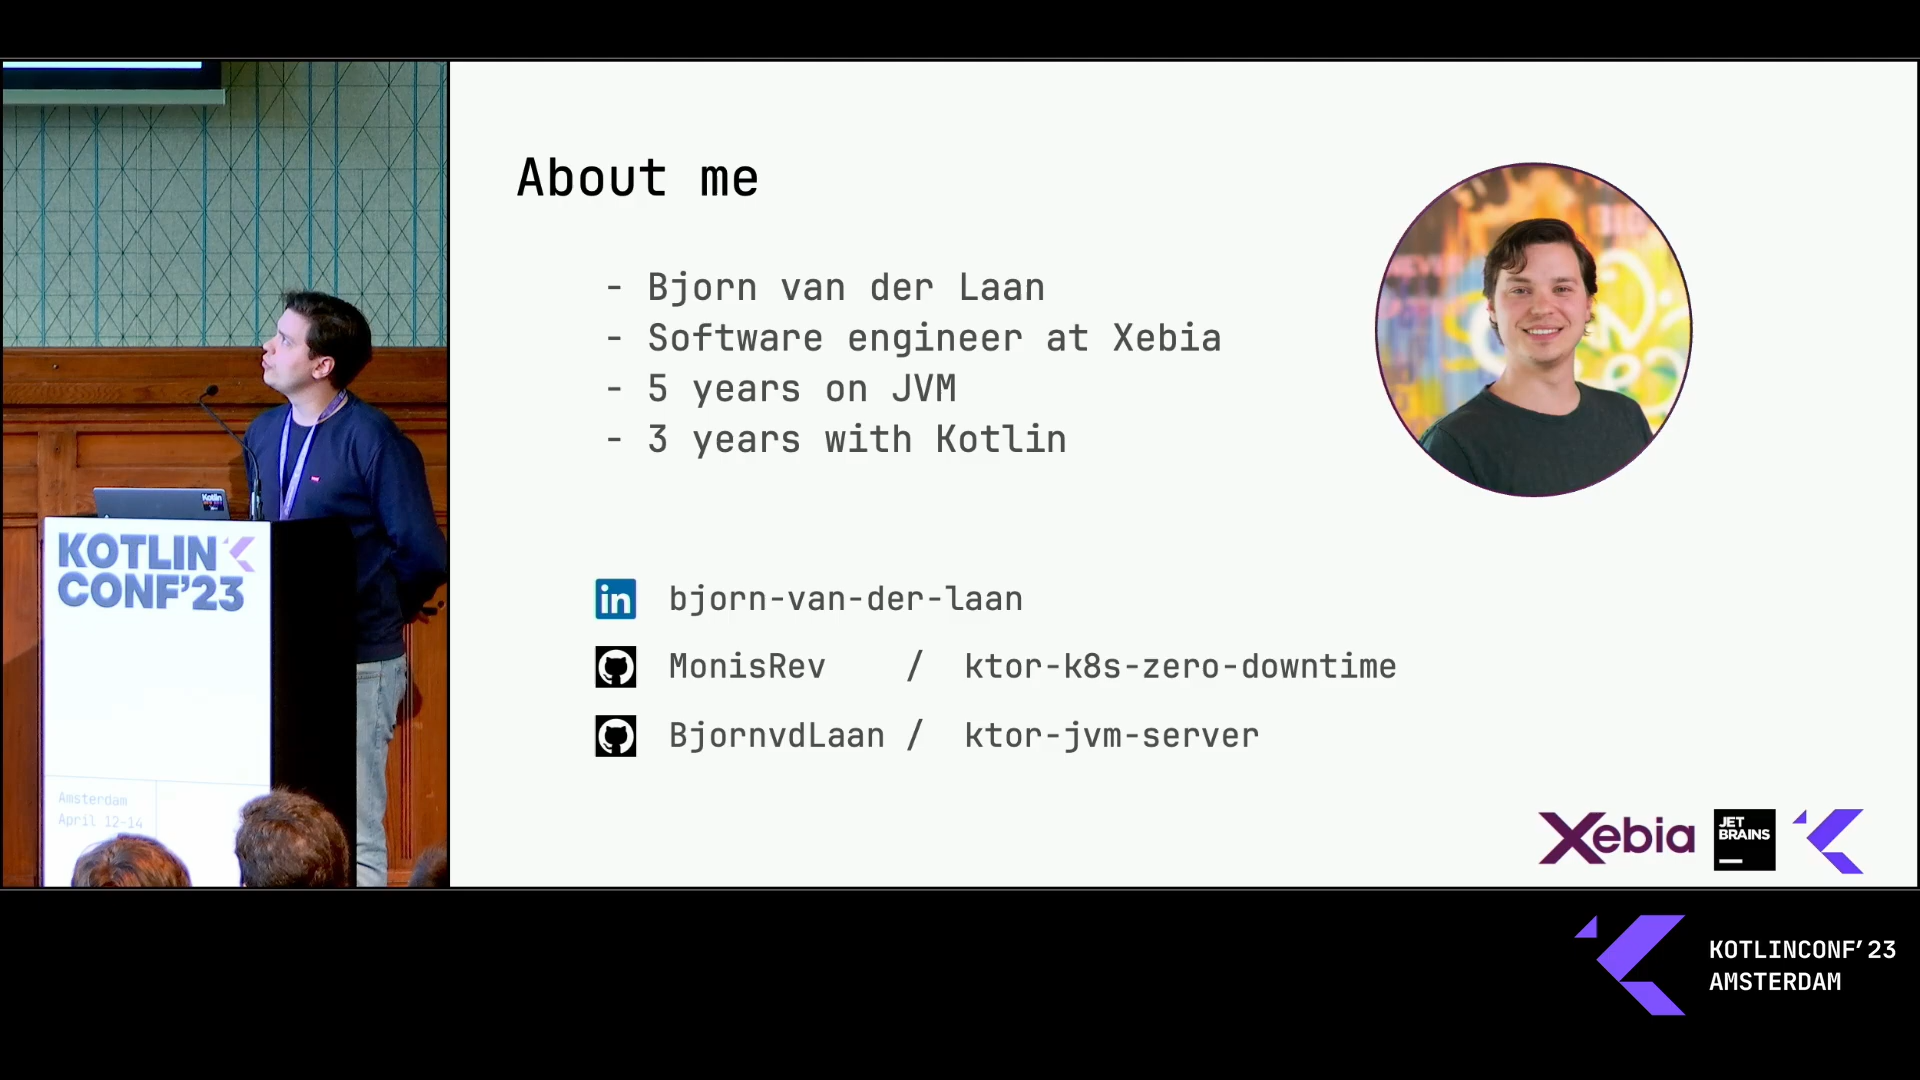 About me
- Bjorn van der Laan
- Software engineer at Xebia
- 5 years on JVM
- 3 years with Kotlin
in bjorn-van-der-laan
MonisRev / ktor-k8s-zero-downtime
BjornvdLaan / ktor-jvm-server
Xebia
JET
BRAINS
Kotlin
KOTLIN
CONF'23
Amsterdam
April 12-14
KOTLINCONF'23
AMSTERDAM